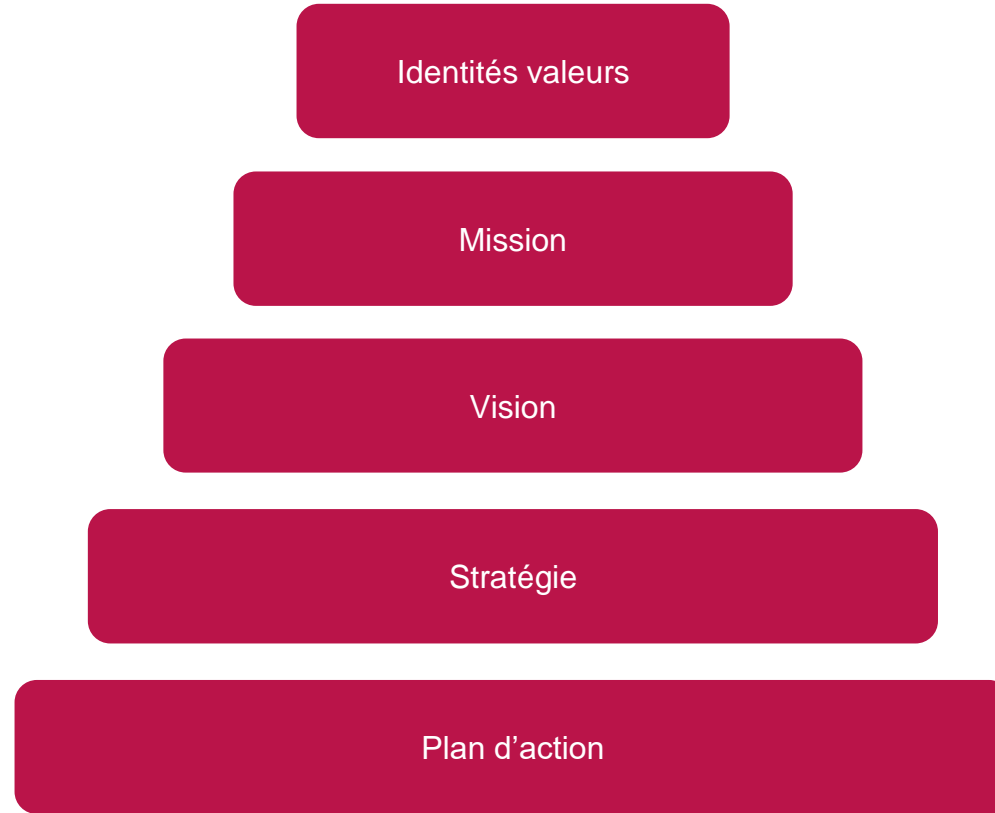 Identités valeurs
Mission
Vision
Stratégie
Plan d’action